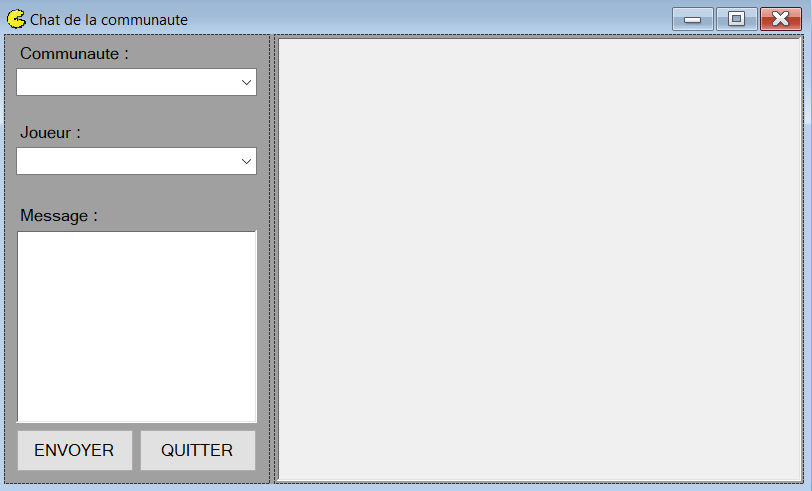 Chat de la communaute
Communaute :
Joueur :
Message :
ENVOYER
QUITTER